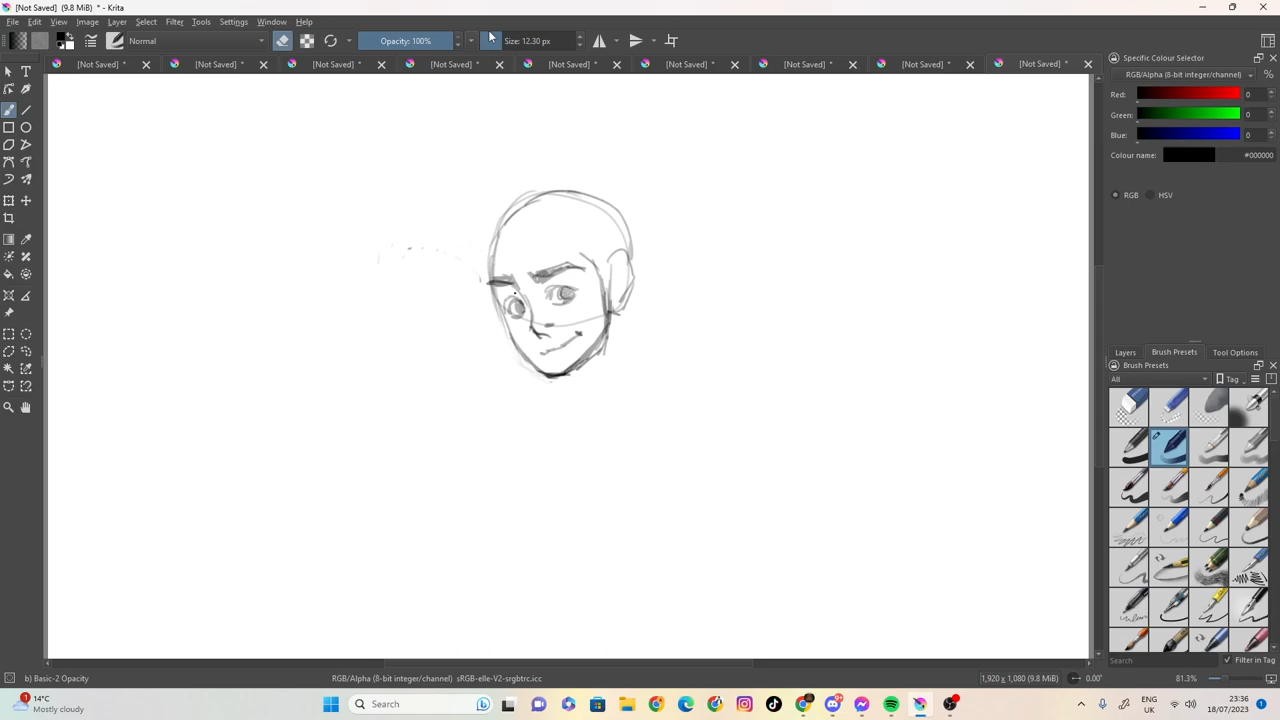 [Not Saved] (9.8 MiB) * - Krita
File Edit View Image Layer Select Filter Tools Settings Window Help
Normal Opacity: 100% Size: 12.30 px
[Not Saved] * [Not Saved] * [Not Saved] * [Not Saved] * [Not Saved] * [Not Saved] * [Not Saved] * [Not Saved] * [Not Saved] *
Specific Colour Selector
RGB/Alpha (8-bit integer/channel) %
Red: 0
Green: 0
Blue: 0
Colour name: #000000
RGB HSV
Layers Brush Presets Tool Options
Brush Presets
All Tag
Search Filter in Tag
b) Basic-2 Opacity RGB/Alpha (8-bit integer/channel) sRGB-elle-V2-srgbtrc.icc 1,920 x 1,080 (9.8 MiB) 0.00° 81.3%
1 14°C
Mostly cloudy
Search
9+
ENG
UK
23:36
18/07/2023
1